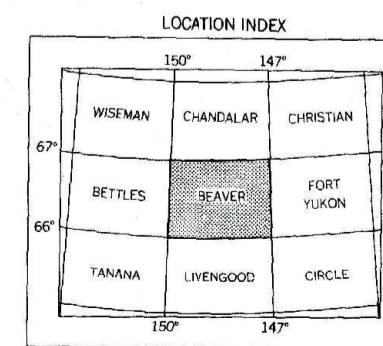 LOCATION INDEX
150° 147°
WISEMAN CHANDALAR CHRISTIAN
67°
BETTLES BEAVER FORT YUKON
66°
TANANA LIVENGOOD CIRCLE
150° 147°